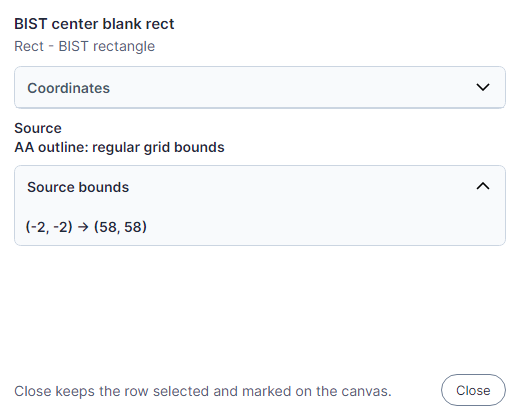 BIST center blank rect
Rect - BIST rectangle
Coordinates
Source
AA outline: regular grid bounds
Source bounds
(-2, -2) → (58, 58)
Close keeps the row selected and marked on the canvas.
Close